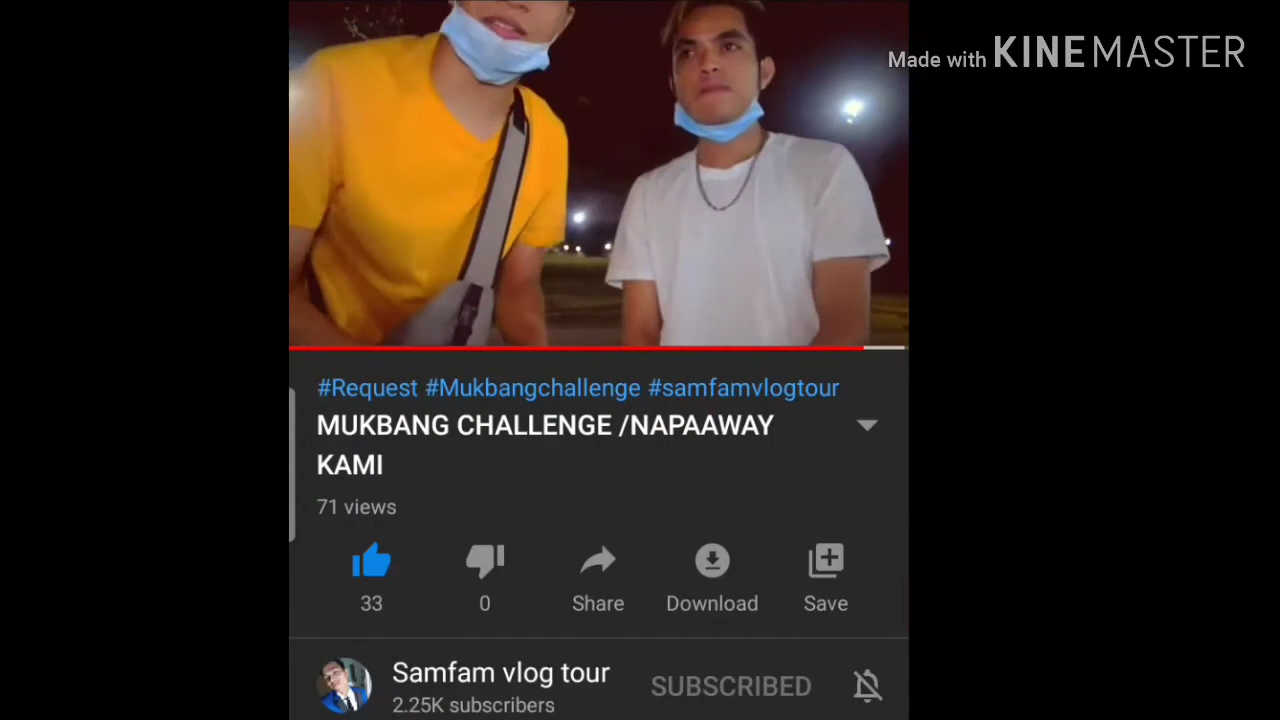 Made with KINEMASTER
#Request #Mukbangchallenge #samfamvlogtour
MUKBANG CHALLENGE /NAPAAWAY
KAMI
71 views
33
0
Share
Download
Save
Samfam vlog tour
2.25K subscribers
SUBSCRIBED